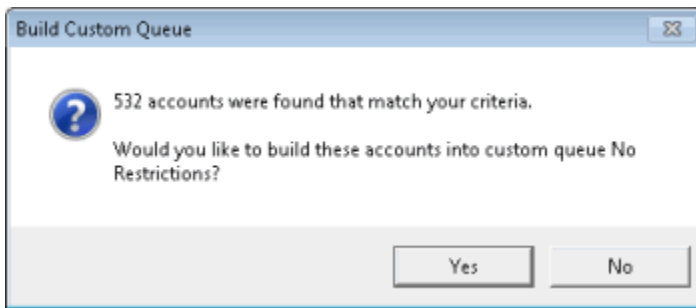 Build Custom Queue
532 accounts were found that match your criteria.
Would you like to build these accounts into custom queue No
Restrictions?
Yes
No